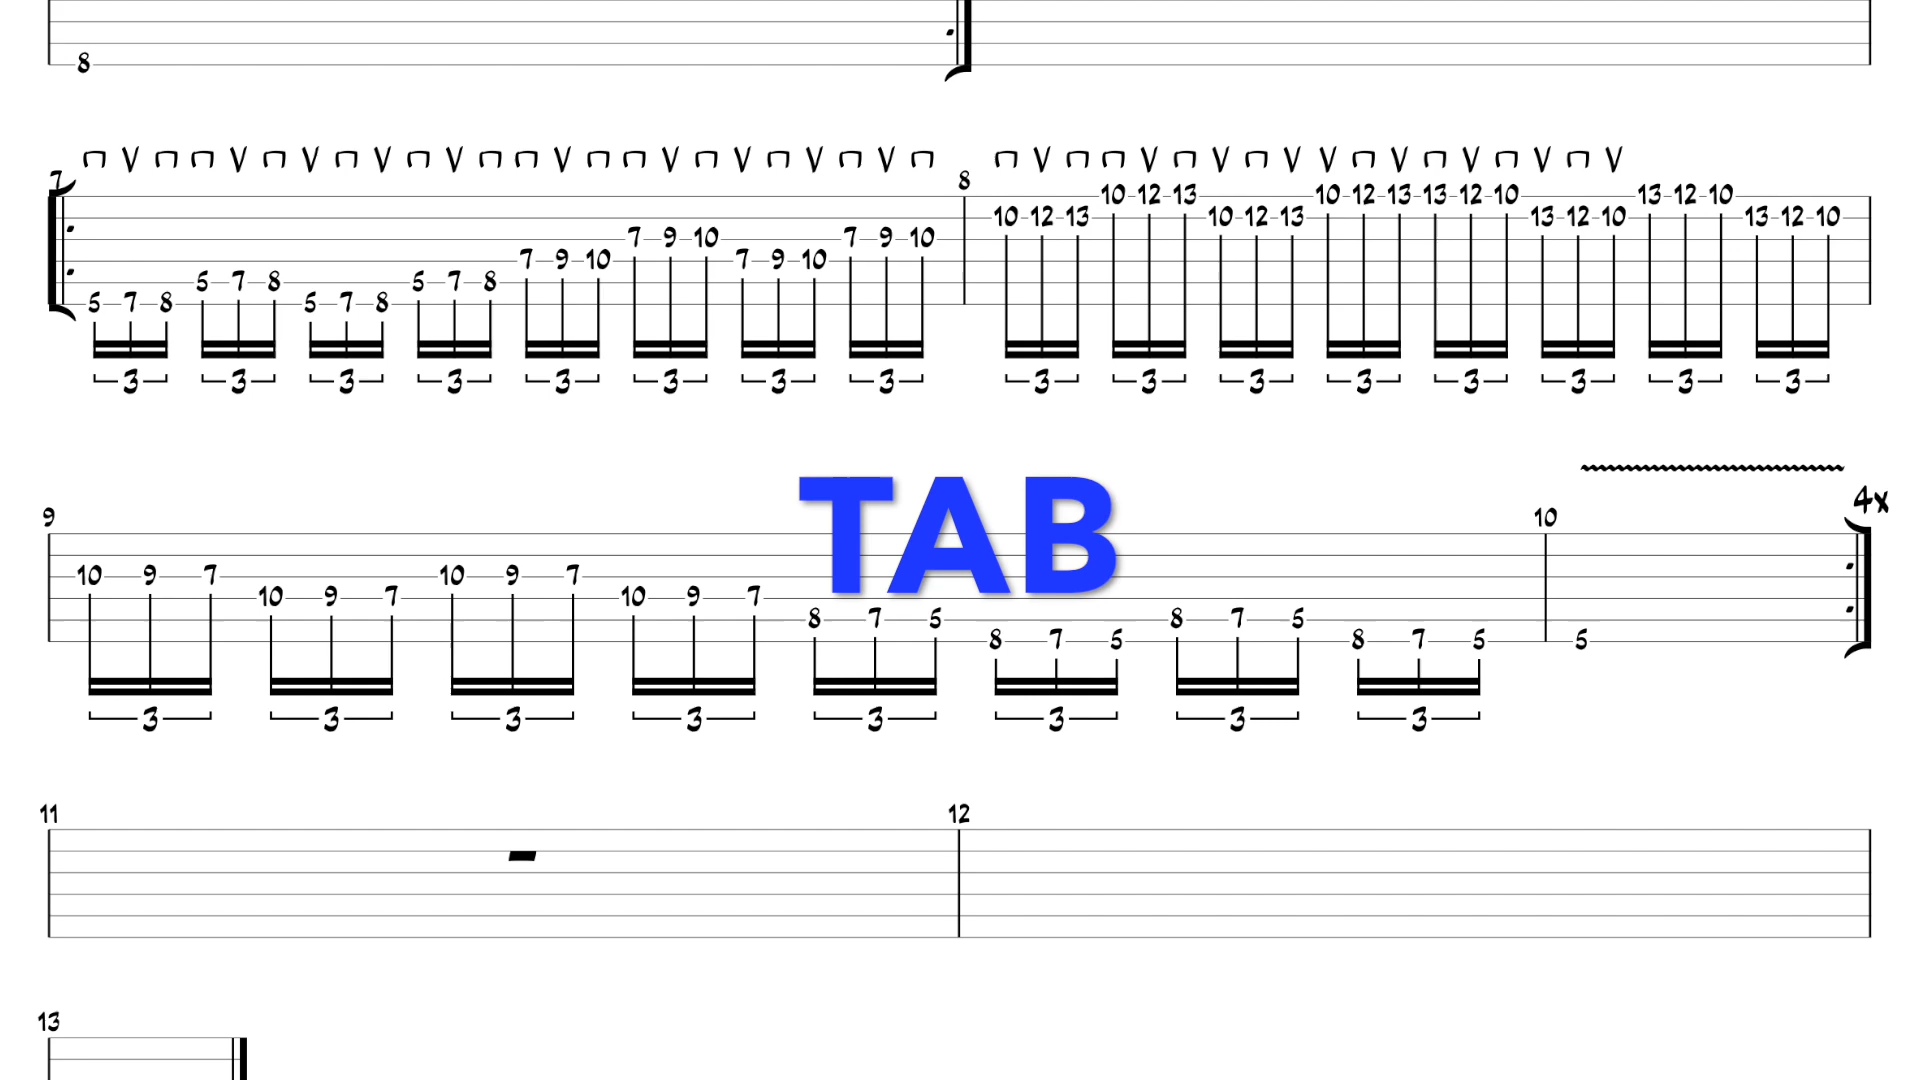 8
7 8
10 12 13 10 12 13 13 12 10 13 12 10
10 12 13 10 12 13 13 12 10 13 12 10
7 9 10 7 9 10
7 9 10 7 9 10
5 7 8 5 7 8
5 7 8 5 7 8
3 3 3 3 3 3 3 3 3 3 3 3 3 3 3 3
4x
9 10
TAB
10 9 7 10 9 7
10 9 7 10 9 7
8 7 5 8 7 5
8 7 5 8 7 5 5
3 3 3 3 3 3 3 3
11 12
13